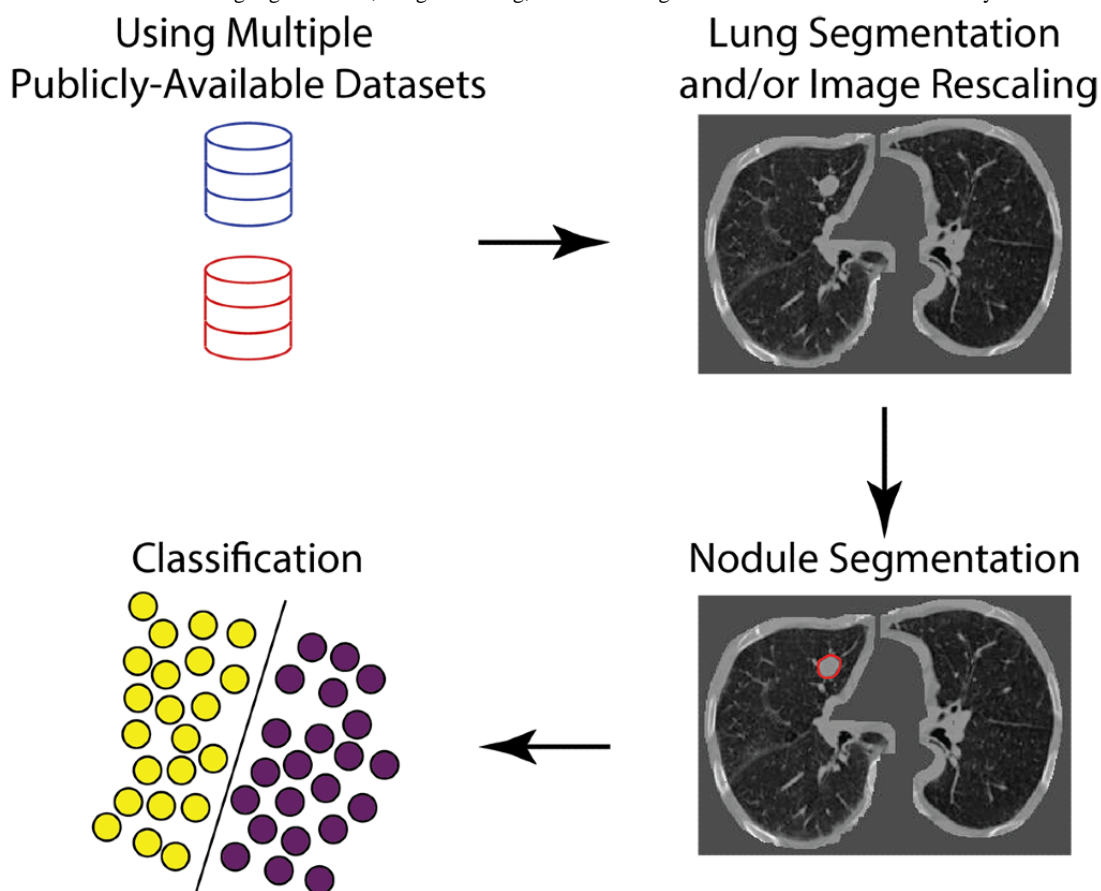 Using Multiple
Publicly-Available Datasets
Lung Segmentation
and/or Image Rescaling
Nodule Segmentation
Classification